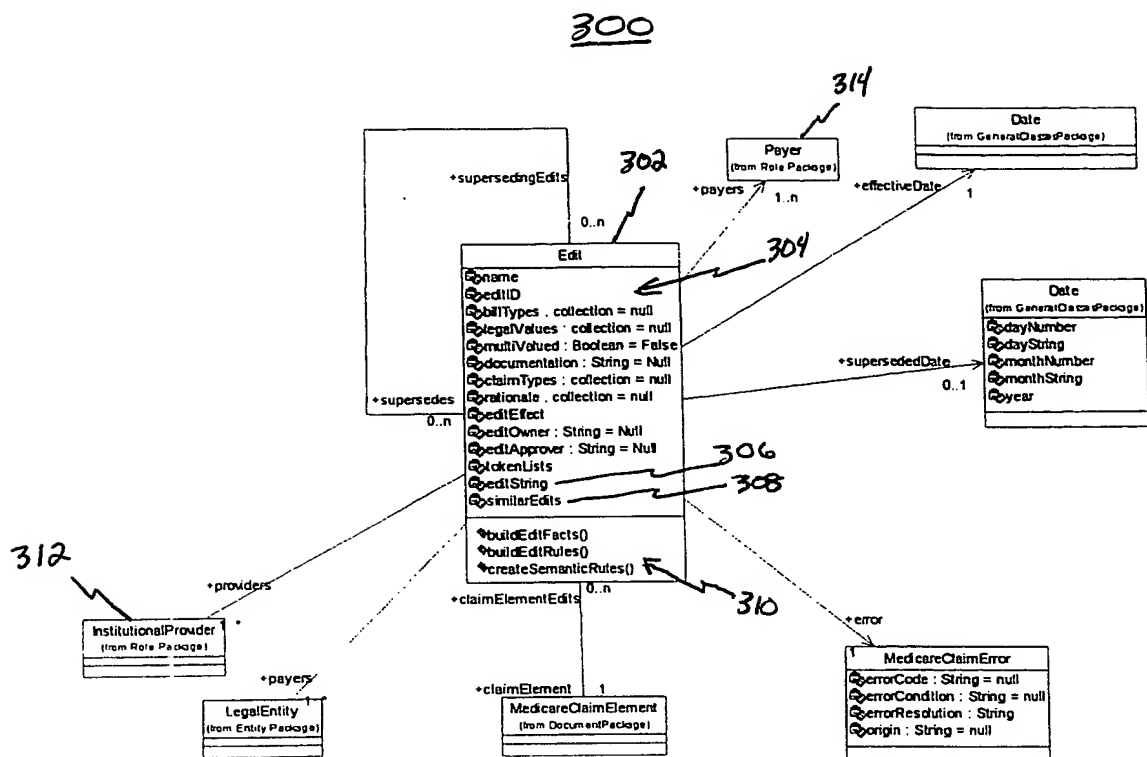 300
314
Payer
(from Role Package)
Date
(from GeneralClassesPackage)
302
+supersedingEdits
+payers
1..n
+effectiveDate
1
0..n
Edit
304
name
editID
billTypes . collection = null
legalValues : collection = null
multiValued : Boolean = False
documentation : String = Null
claimTypes : collection = null
rationale . collection = null
editEffect
editOwner : String = Null
editApprover : String = Null
tokenLists
editString
similarEdits
306
308
Date
(from GeneralClassesPackage)
dayNumber
dayString
monthNumber
monthString
year
+supersededDate
0..1
+supersedes
0..n
buildEditFacts()
buildEditRules()
createSemanticRules()
310
0..n
312
+providers
+claimElementEdits
+error
InstitutionalProvider
(from Role Package)
1 *
1
MedicareClaimError
errorCode : String = null
errorCondition : String = null
errorResolution : String
origin : String = null
+payers
1 *
LegalEntity
(from Entity Package)
+claimElement
1
MedicareClaimElement
(from DocumentPackage)